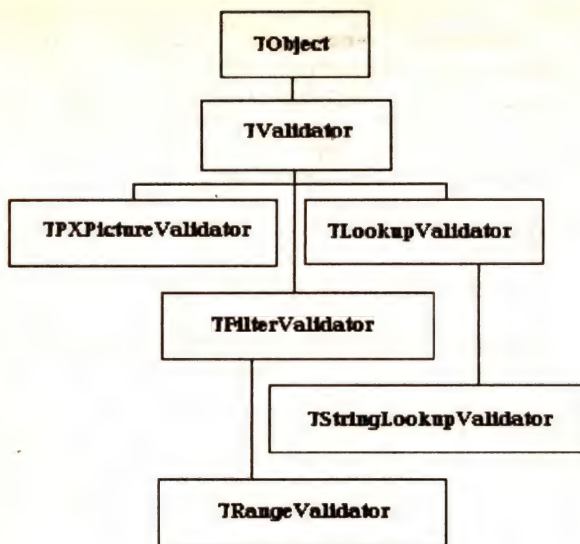 TObject
TValidator
TPXPictureValidator
TLookupValidator
TFilterValidator
TStringLookupValidator
TRangeValidator